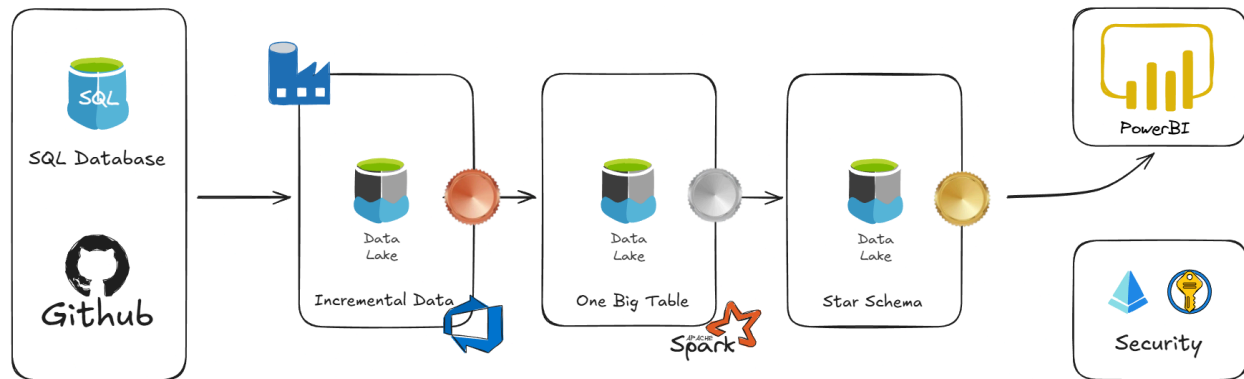 SQL
SQL Database
Github
Data
Lake
Incremental Data
Data
Lake
One Big Table
APACHE
Spark
Data
Lake
Star Schema
PowerBI
Security